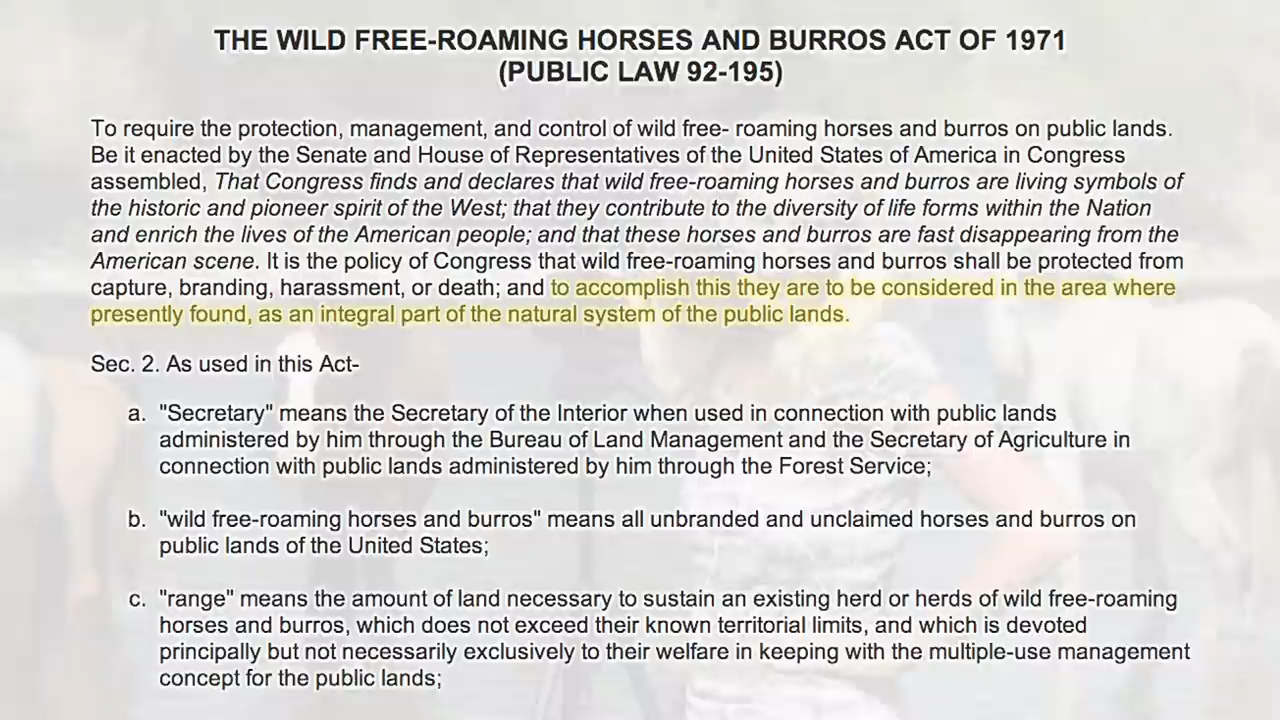 THE WILD FREE-ROAMING HORSES AND BURROS ACT OF 1971
(PUBLIC LAW 92-195)
To require the protection, management, and control of wild free- roaming horses and burros on public lands.
Be it enacted by the Senate and House of Representatives of the United States of America in Congress
assembled, That Congress finds and declares that wild free-roaming horses and burros are living symbols of
the historic and pioneer spirit of the West; that they contribute to the diversity of life forms within the Nation
and enrich the lives of the American people; and that these horses and burros are fast disappearing from the
American scene. It is the policy of Congress that wild free-roaming horses and burros shall be protected from
capture, branding, harassment, or death; and to accomplish this they are to be considered in the area where
presently found, as an integral part of the natural system of the public lands.
Sec. 2. As used in this Act-
a. "Secretary" means the Secretary of the Interior when used in connection with public lands
administered by him through the Bureau of Land Management and the Secretary of Agriculture in
connection with public lands administered by him through the Forest Service;
b. "wild free-roaming horses and burros" means all unbranded and unclaimed horses and burros on
public lands of the United States;
c. "range" means the amount of land necessary to sustain an existing herd or herds of wild free-roaming
horses and burros, which does not exceed their known territorial limits, and which is devoted
principally but not necessarily exclusively to their welfare in keeping with the multiple-use management
concept for the public lands;